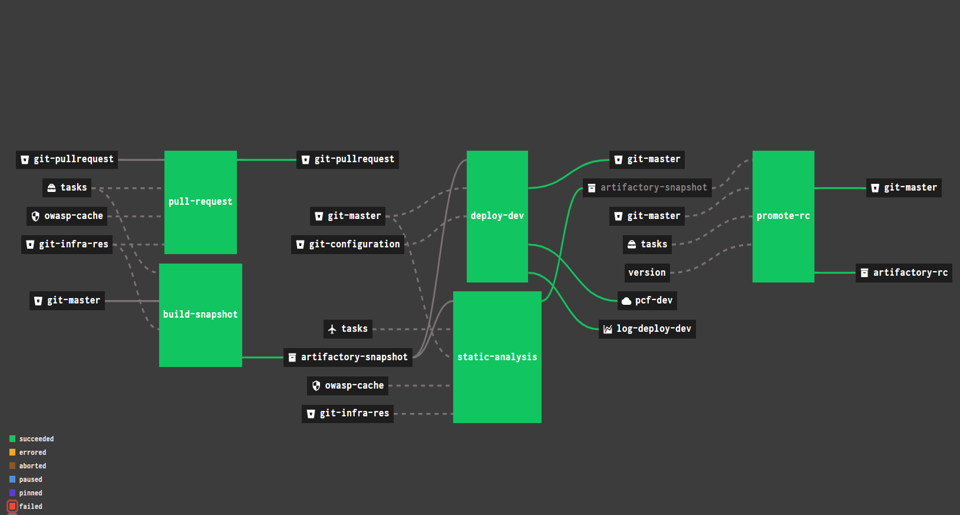 git-pullrequest
tasks
owasp-cache
git-infra-res
git-master
pull-request
build-snapshot
git-pullrequest
git-master
git-configuration
tasks
artifactory-snapshot
owasp-cache
git-infra-res
deploy-dev
static-analysis
git-master
artifactory-snapshot
git-master
tasks
version
pcf-dev
log-deploy-dev
promote-rc
git-master
artifactory-rc
succeeded
errored
aborted
paused
pinned
failed